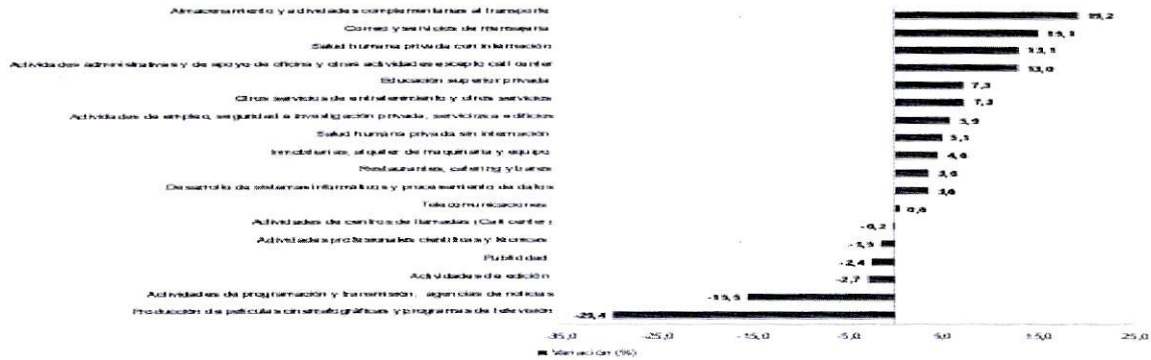 Almacenamiento y actividades complementarias al transporte 19,2
Correo y servicios de mensajería 15,1
Salud humana privada con internación 13,1
Actividades administrativas y de apoyo de oficina y otras actividades excepto call center 13,0
Educación superior privada 7,3
Otros servicios de entretenimiento y otros servicios 7,3
Actividades de empleo, seguridad e investigación privada, servicios a edificios 5,9
Salud humana privada sin internación 5,1
Inmobiliarias, alquiler de maquinaria y equipo 4,6
Restaurantes, catering y bares 3,6
Desarrollo de sistemas informáticos y procesamiento de datos 3,6
Telecomunicaciones 0,6
Actividades de centros de llamadas (Call center) -0,2
Actividades profesionales científicas y técnicas -1,5
Publicidad -2,4
Actividades de edición -2,7
Actividades de programación y transmisión, agencias de noticias -15,5
Producción de películas cinematográficas y programas de televisión -29,4
-35,0 -25,0 -15,0 -5,0 5,0 15,0 25,0
Variación (%)